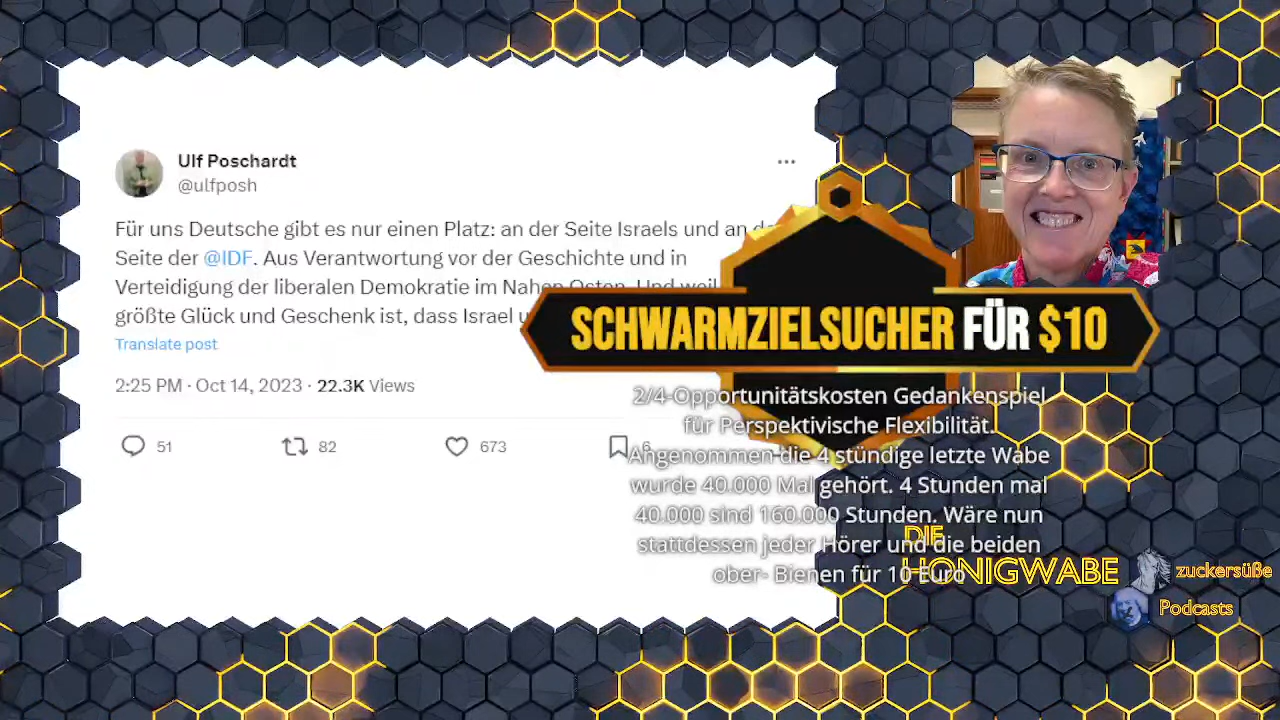 Ulf Poschardt
@ulfposh
Für uns Deutsche gibt es nur einen Platz: an der Seite Israels und an
Seite der @IDF. Aus Verantwortung vor der Geschichte und in
Verteidigung der liberalen Demokratie im Nahen Osten. Und weil
größte Glück und Geschenk ist, dass Israel
Translate post
2:25 PM · Oct 14, 2023 · 22.3K Views
51 82 673 6
SCHWARMZIELSUCHER FÜR $10
2/4-Opportunitätskosten Gedankenspiel
für Perspektivische Flexibilität.
Angenommen die 4 stündige letzte Wabe
wurde 40.000 Mal gehört. 4 Stunden mal
40.000 sind 160.000 Stunden. Wäre nun
stattdessen jeder Hörer und die beiden
ober- Bienen für 10 Euro
DIE
HONIGWABE
zuckersüße
Podcasts